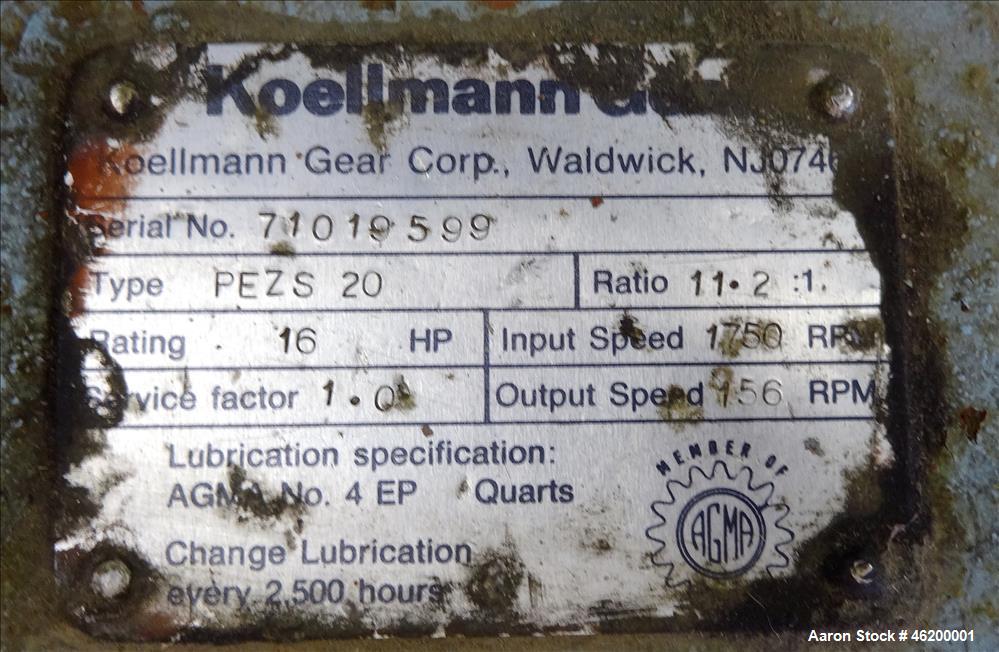 Koellmann
Koellmann Gear Corp., Waldwick,
Serial No. 71019599
Type PEZS 20 Ratio 11.2 :1.
Rating 16 HP Input Speed 1750 RPM
Service factor 1.0 Output Speed 156 RPM
Lubrication specification:
AGMA No. 4 EP Quarts
Change Lubrication
every 2,500 hours
MEMBER OF
AGMA
Aaron Stock # 46200001